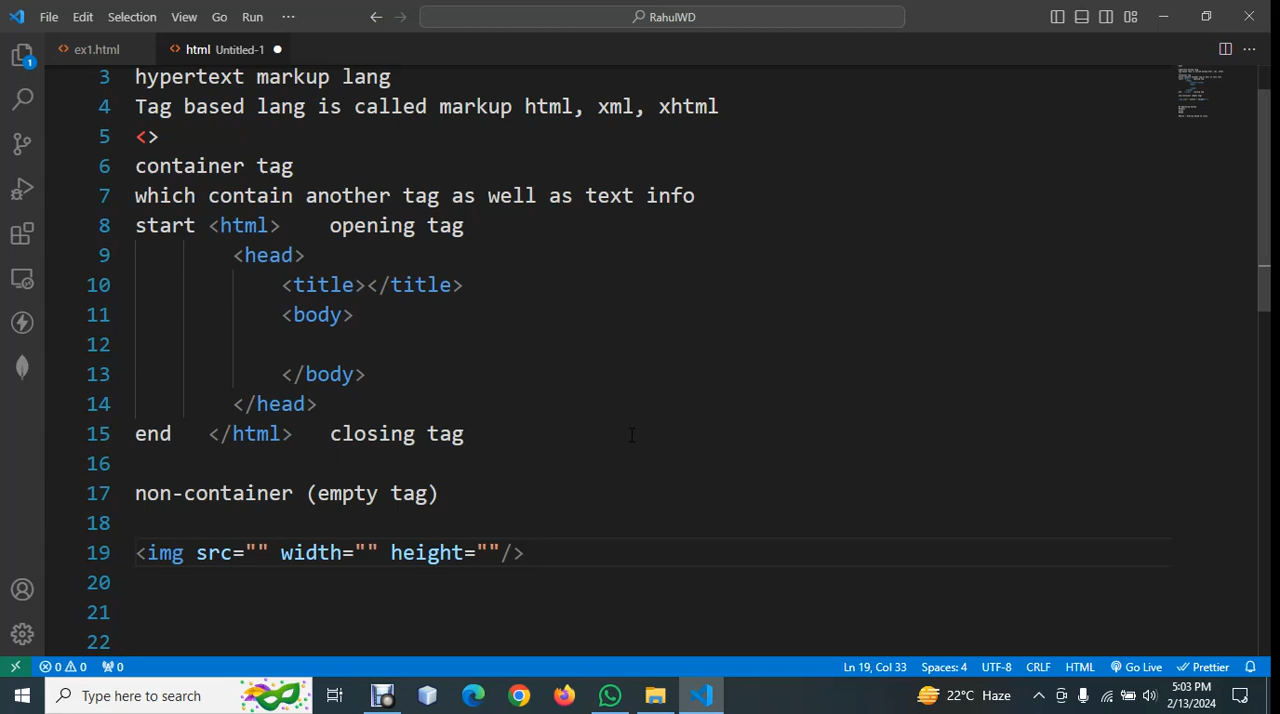 File Edit Selection View Go Run ··· RahulWD
ex1.html html Untitled-1
3 hypertext markup lang
4 Tag based lang is called markup html, xml, xhtml
5 <>
6 container tag
7 which contain another tag as well as text info
8 start <html> opening tag
9 <head>
10 <title></title>
11 <body>
12
13 </body>
14 </head>
15 end </html> closing tag
16
17 non-container (empty tag)
18
19 <img src="" width="" height=""/>
20
21
22
0 0 0 Ln 19, Col 33 Spaces: 4 UTF-8 CRLF HTML Go Live Prettier
Type here to search 22°C Haze 5:03 PM
2/13/2024